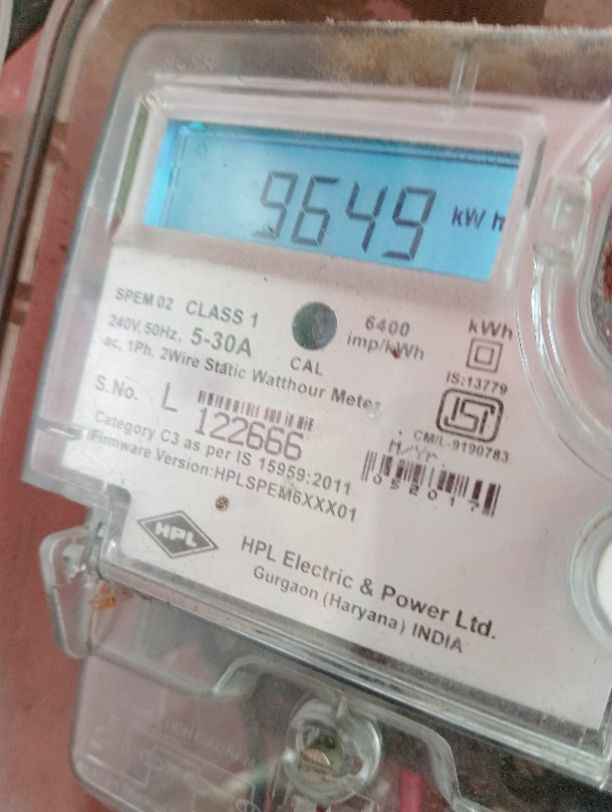 9649 kWh
SPEM 02 CLASS 1
6400 imp/kWh
kWh
240V, 50Hz, 5-30A
CAL
ac, 1Ph, 2Wire Static Watthour Meter
IS:13779
ISI
S.No. L 122666
CM/L-9190783
M-Yr.
052017
Category C3 as per IS 15959:2011
Firmware Version:HPLSPEM6XXX01
HPL
HPL Electric & Power Ltd.
Gurgaon (Haryana) INDIA